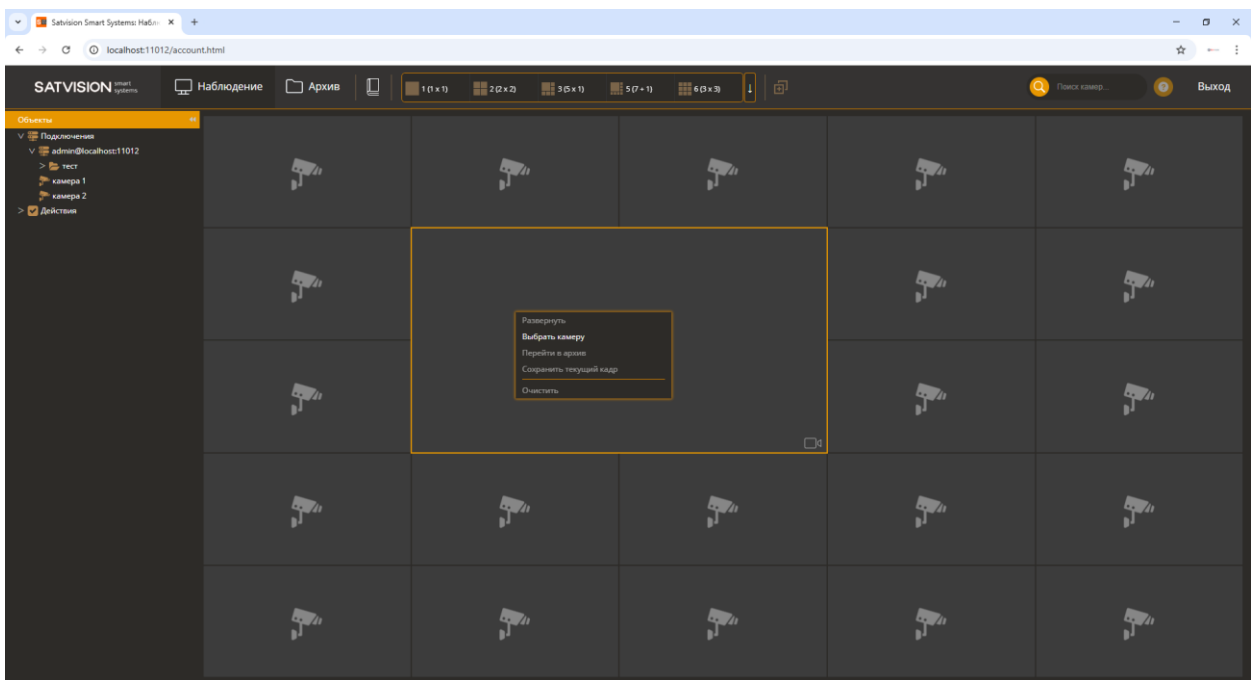 Satvision Smart Systems: Набл
localhost:11012/account.html
SATVISION smart systems
Наблюдение
Архив
1 (1 x 1)
2 (2 x 2)
3 (5 x 1)
5 (7 + 1)
6 (3 x 3)
Поиск камер...
?
Выход
Объекты
Подключения
admin@localhost:11012
тест
камера 1
камера 2
Действия
Развернуть
Выбрать камеру
Перейти в архив
Сохранить текущий кадр
Очистить